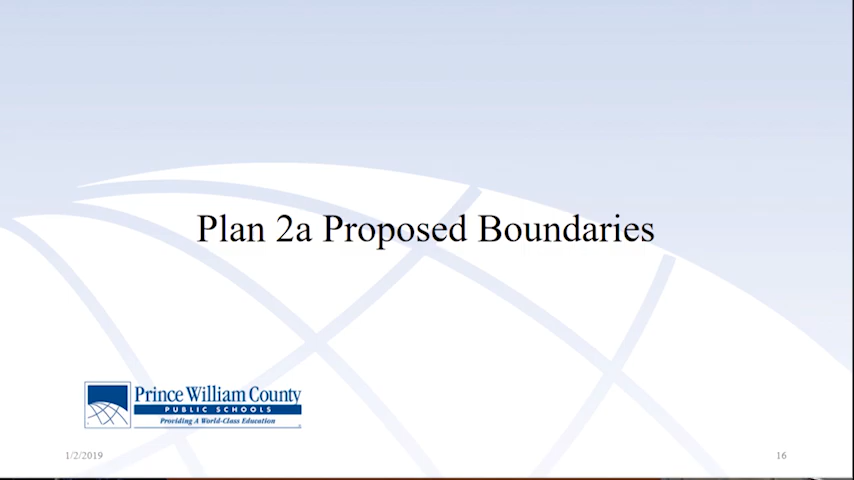 Plan 2a Proposed Boundaries
Prince William County
PUBLIC SCHOOLS
Providing A World-Class Education
1/2/2019
16